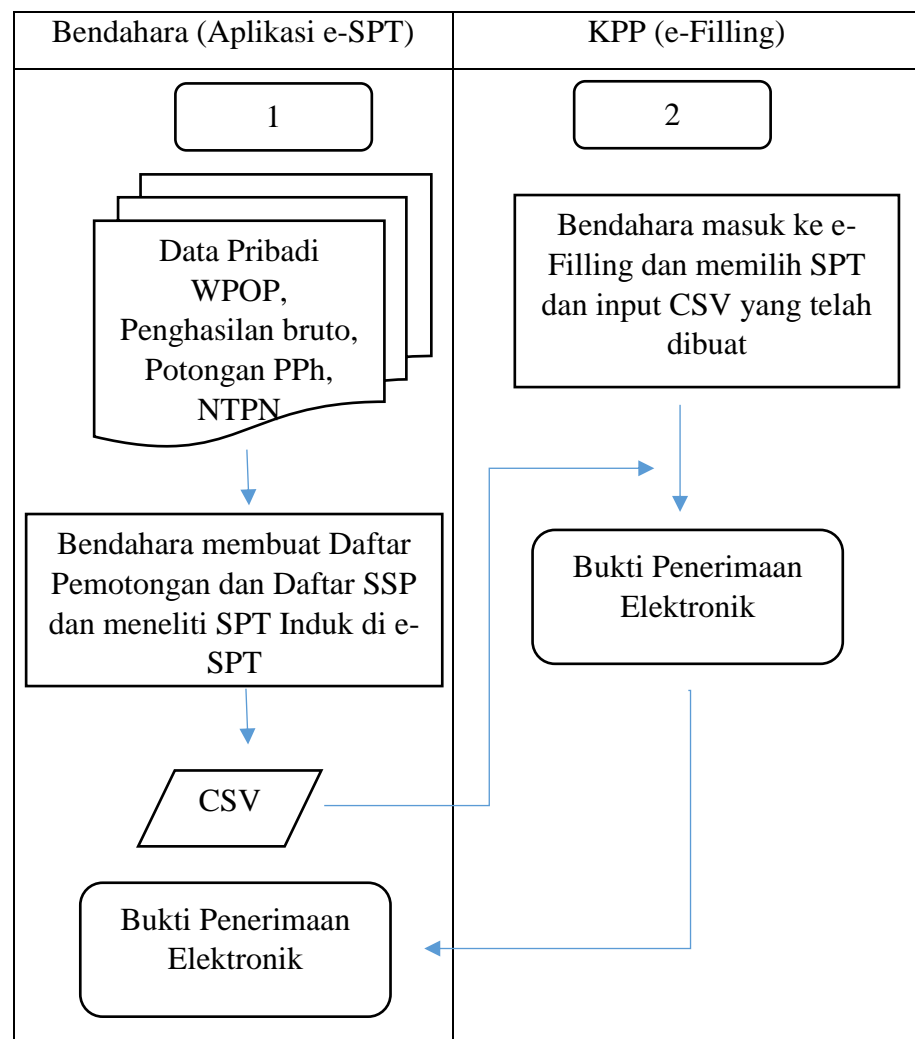 Bendahara (Aplikasi e-SPT)
KPP (e-Filling)
1
Data Pribadi
WPOP,
Penghasilan bruto,
Potongan PPh,
NTPN
Bendahara membuat Daftar
Pemotongan dan Daftar SSP
dan meneliti SPT Induk di e-
SPT
CSV
Bukti Penerimaan
Elektronik
2
Bendahara masuk ke e-
Filling dan memilih SPT
dan input CSV yang telah
dibuat
Bukti Penerimaan
Elektronik